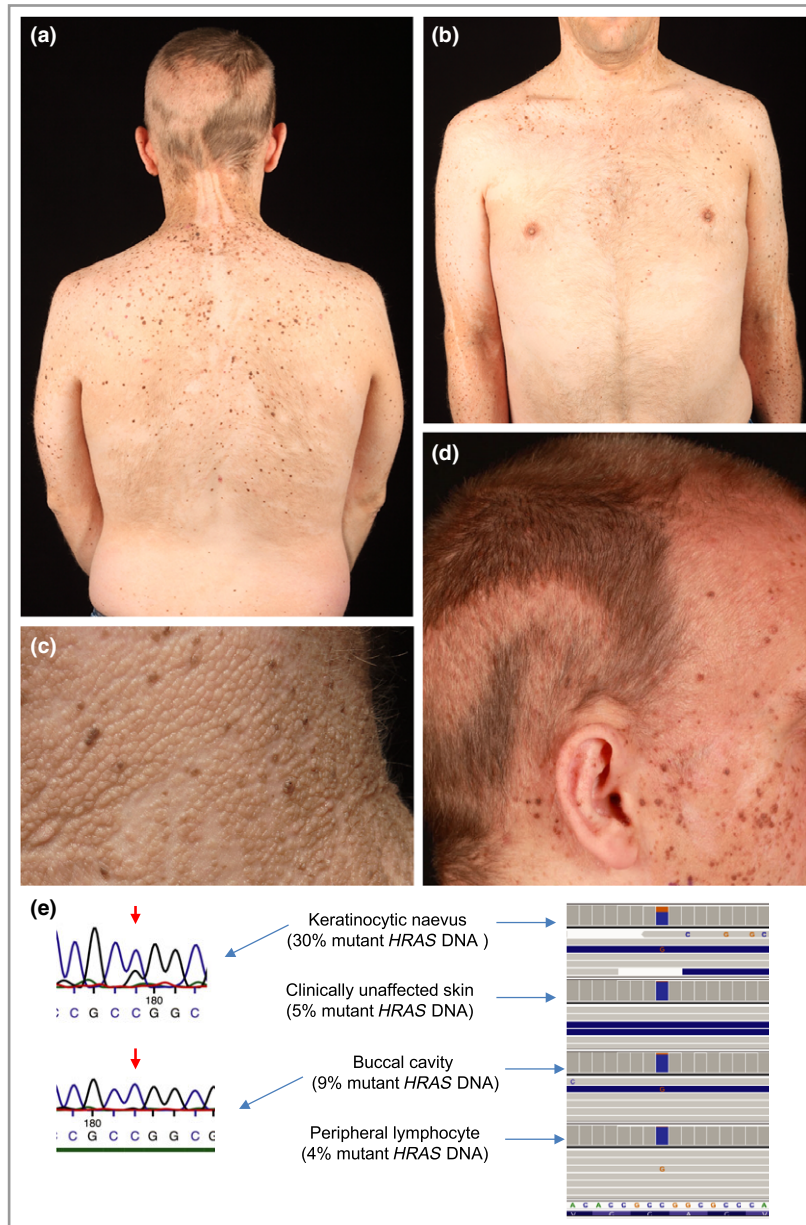 (a)
(b)
(c)
(d)
(e)
Keratinocytic naevus
(30% mutant HRAS DNA )
180
C C G C C G G C
Clinically unaffected skin
(5% mutant HRAS DNA)
Buccal cavity
(9% mutant HRAS DNA)
180
C C G C C G G C G
Peripheral lymphocyte
(4% mutant HRAS DNA)
C G G C
G
C
G
G
A C A C C G C C G G C G C C C A